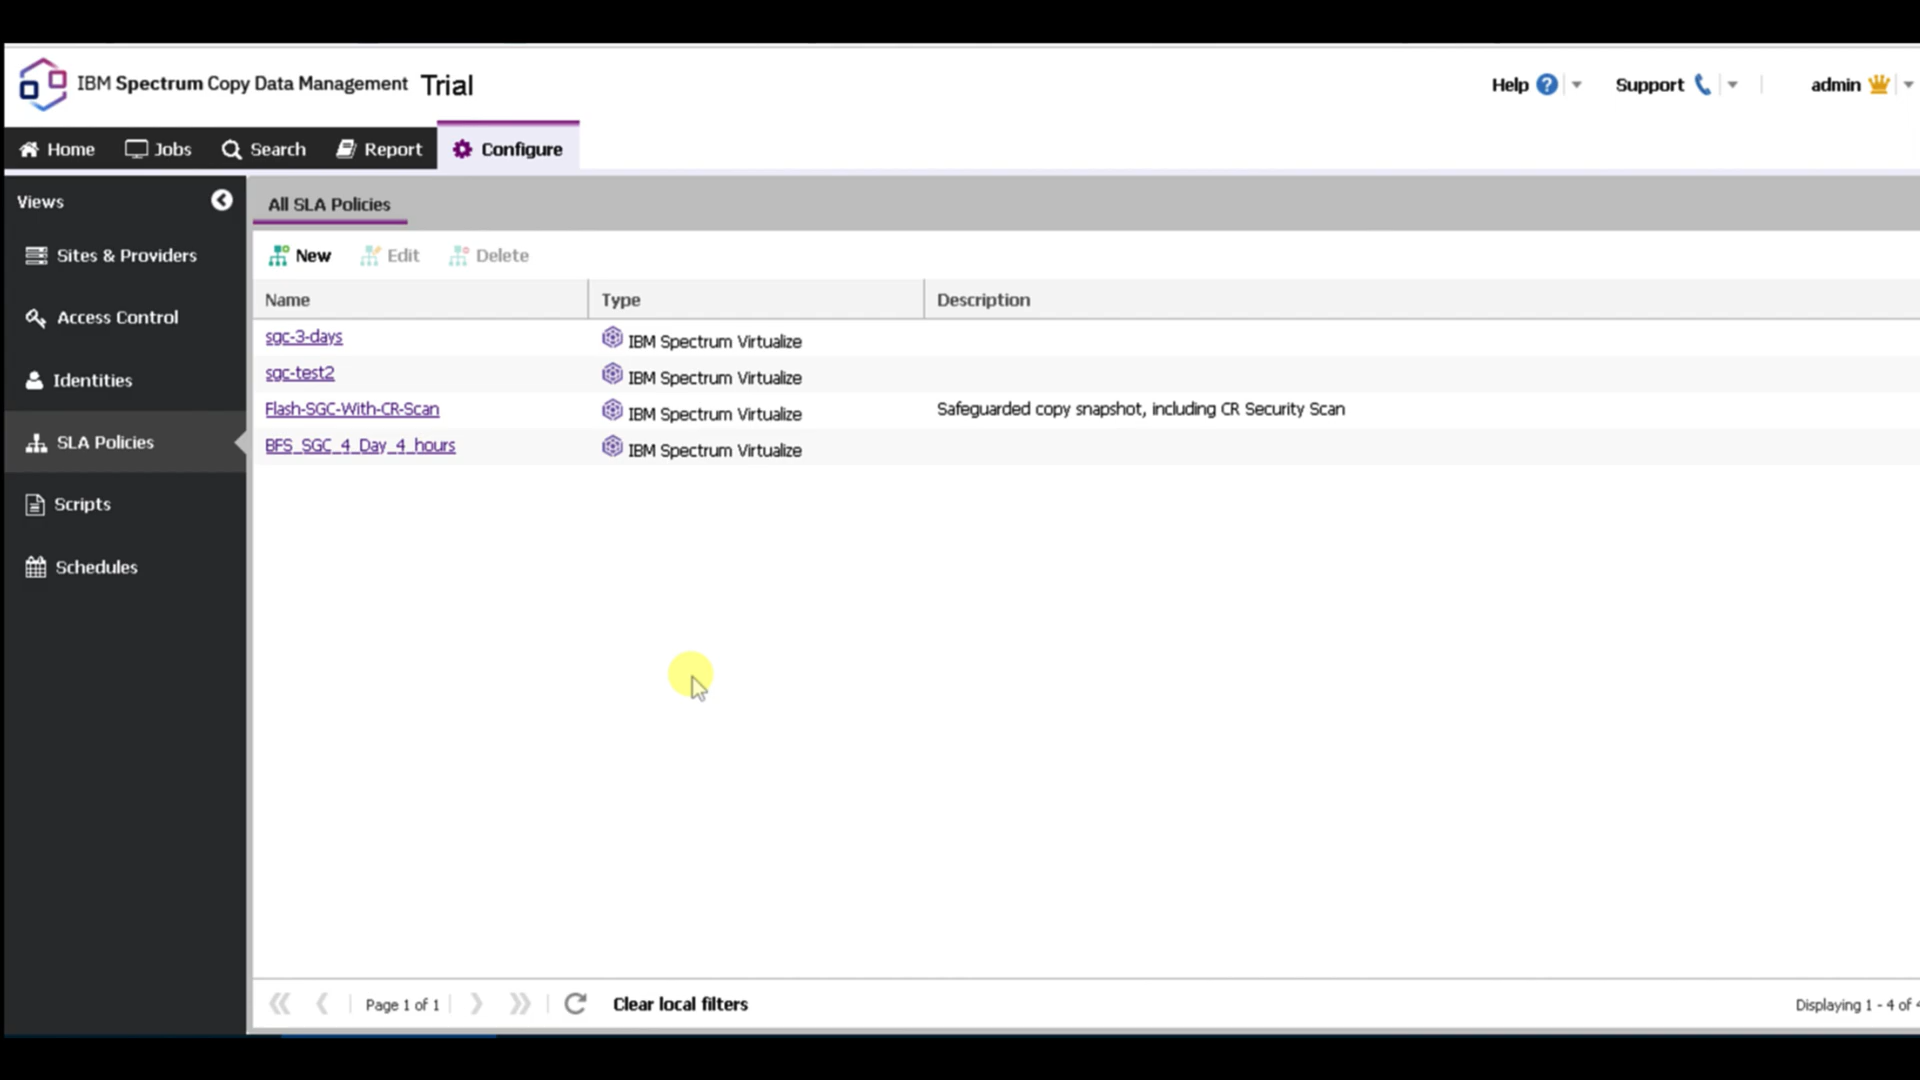 IBM Spectrum Copy Data Management Trial
Help ? Support admin
Home Jobs Search Report Configure
Views
Sites & Providers
Access Control
Identities
SLA Policies
Scripts
Schedules
All SLA Policies
New Edit Delete
Name Type Description
sgc-3-days IBM Spectrum Virtualize
sgc-test2 IBM Spectrum Virtualize
Flash-SGC-With-CR-Scan IBM Spectrum Virtualize Safeguarded copy snapshot, including CR Security Scan
BFS_SGC_4_Day_4_hours IBM Spectrum Virtualize
Page 1 of 1 Clear local filters Displaying 1 - 4 of